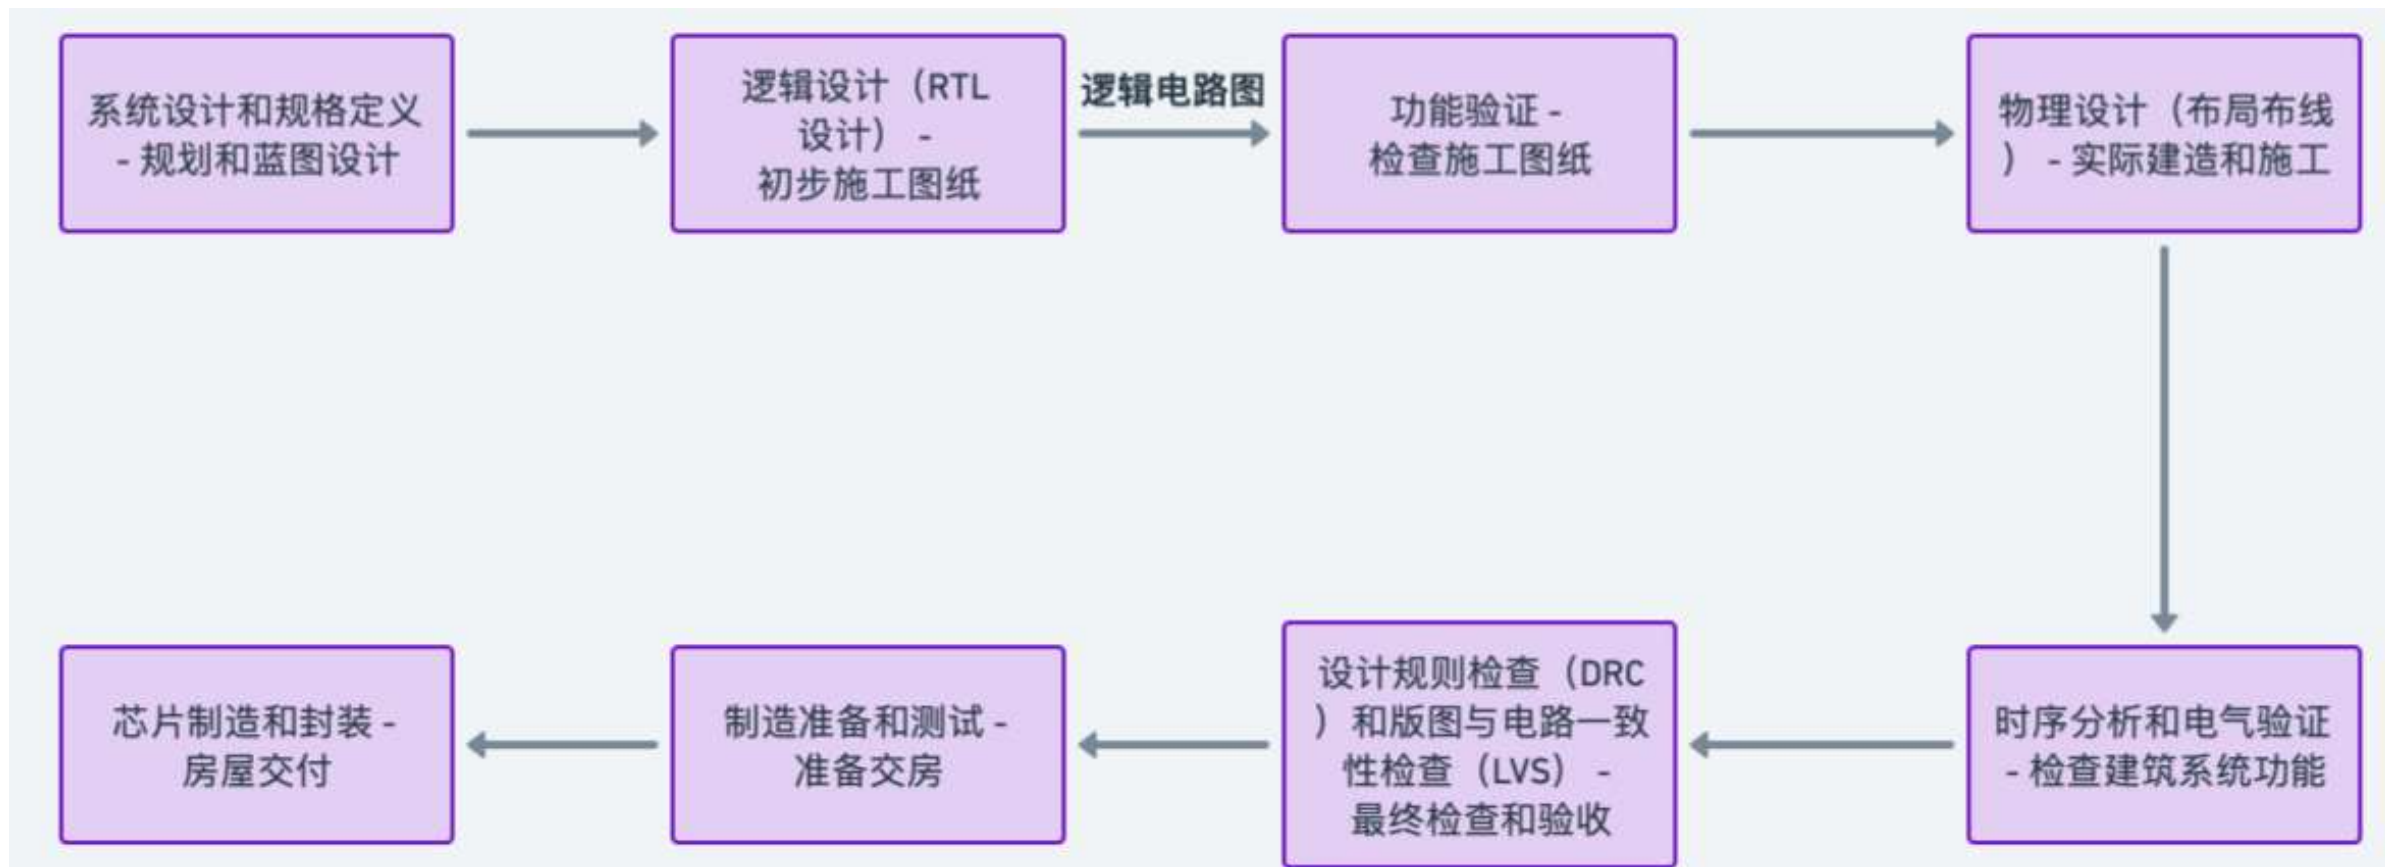 系统设计和规格定义
- 规划和蓝图设计
逻辑设计（RTL
设计） -
初步施工图纸
逻辑电路图
功能验证 -
检查施工图纸
物理设计（布局布线
） - 实际建造和施工
芯片制造和封装 -
房屋交付
制造准备和测试 -
准备交房
设计规则检查（DRC
）和版图与电路一致
性检查（LVS） -
最终检查和验收
时序分析和电气验证
- 检查建筑系统功能